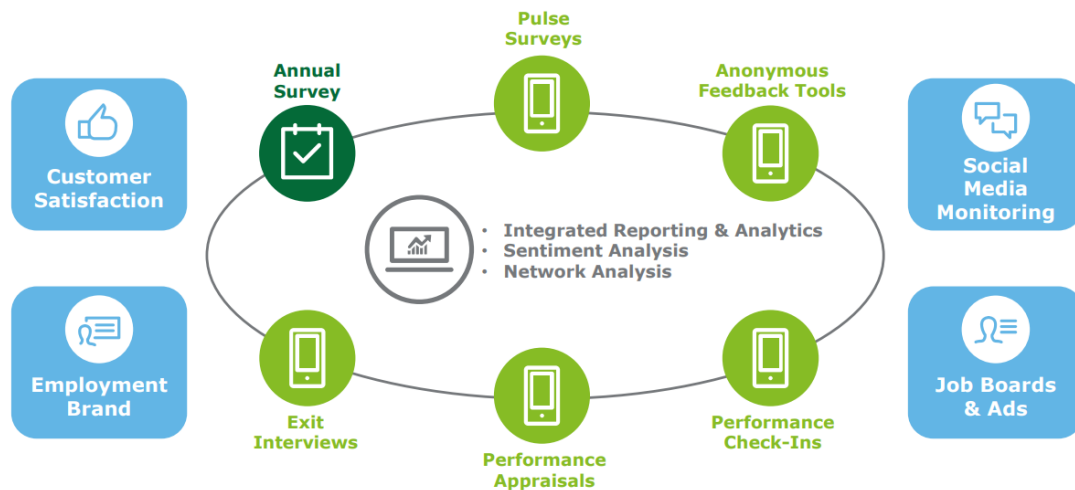 Pulse
Surveys
Annual
Survey
Anonymous
Feedback Tools
Customer
Satisfaction
Social
Media
Monitoring
• Integrated Reporting & Analytics
• Sentiment Analysis
• Network Analysis
Employment
Brand
Job Boards
& Ads
Exit
Interviews
Performance
Appraisals
Performance
Check-Ins